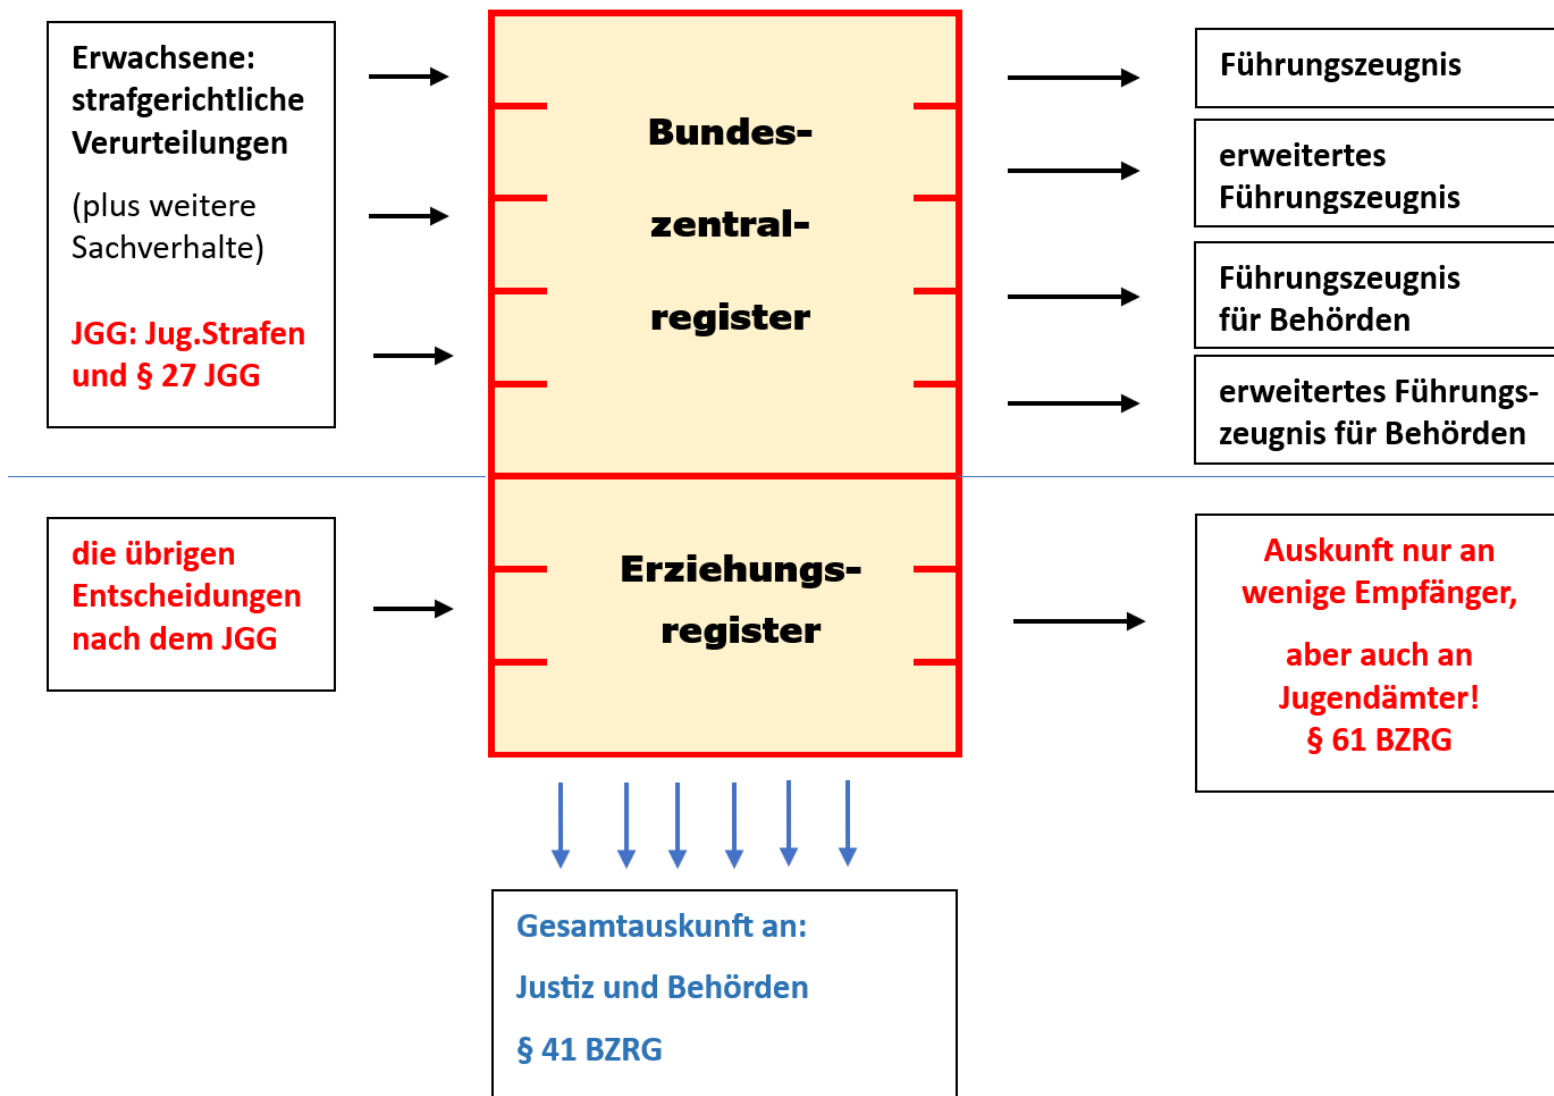 Erwachsene:
strafgerichtliche
Verurteilungen
(plus weitere
Sachverhalte)
JGG: Jug.Strafen
und § 27 JGG
Bundes-
zentral-
register
Führungszeugnis
erweitertes
Führungszeugnis
Führungszeugnis
für Behörden
erweitertes Führungs-
zeugnis für Behörden
die übrigen
Entscheidungen
nach dem JGG
Erziehungs-
register
Auskunft nur an
wenige Empfänger,
aber auch an
Jugendämter!
§ 61 BZRG
Gesamtauskunft an:
Justiz und Behörden
§ 41 BZRG